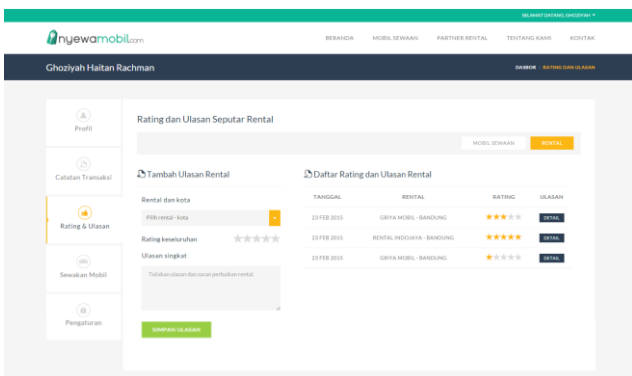 SELAMAT DATANG, GHOZIYAH
nyewamobil.com
BERANDA MOBIL SEWAAN PARTNER RENTAL TENTANG KAMI KONTAK
Ghoziyah Haitan Rachman
DASBOR / RATING DAN ULASAN
Profil
Catatan Transaksi
Rating & Ulasan
Sewakan Mobil
Pengaturan
Rating dan Ulasan Seputar Rental
MOBIL SEWAAN RENTAL
Tambah Ulasan Rental
Rental dan kota
Pilih rental - kota
Rating keseluruhan
Ulasan singkat
Tuliskan ulasan dan saran perbaikan rental
SIMPAN ULASAN
Daftar Rating dan Ulasan Rental
TANGGAL RENTAL RATING ULASAN
23 FEB 2015 GRIYA MOBIL - BANDUNG DETAIL
23 FEB 2015 RENTAL INDOJAYA - BANDUNG DETAIL
23 FEB 2015 GRIYA MOBIL - BANDUNG DETAIL